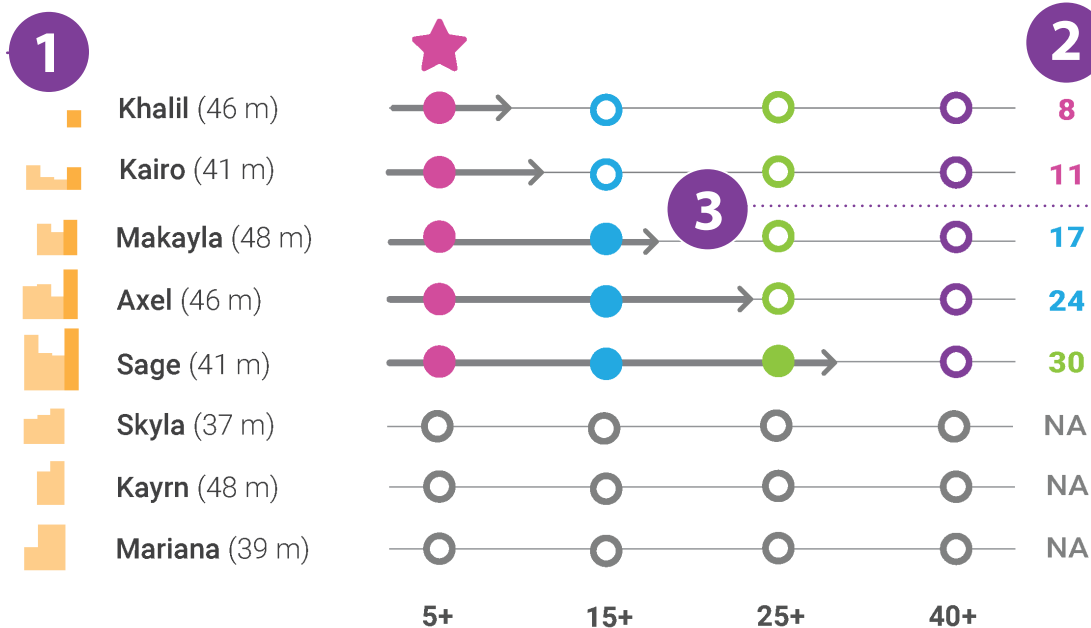 1
2
Khalil (46 m) 8
Kairo (41 m) 11
3
Makayla (48 m) 17
Axel (46 m) 24
Sage (41 m) 30
Skyla (37 m) NA
Kayrn (48 m) NA
Mariana (39 m) NA
5+ 15+ 25+ 40+